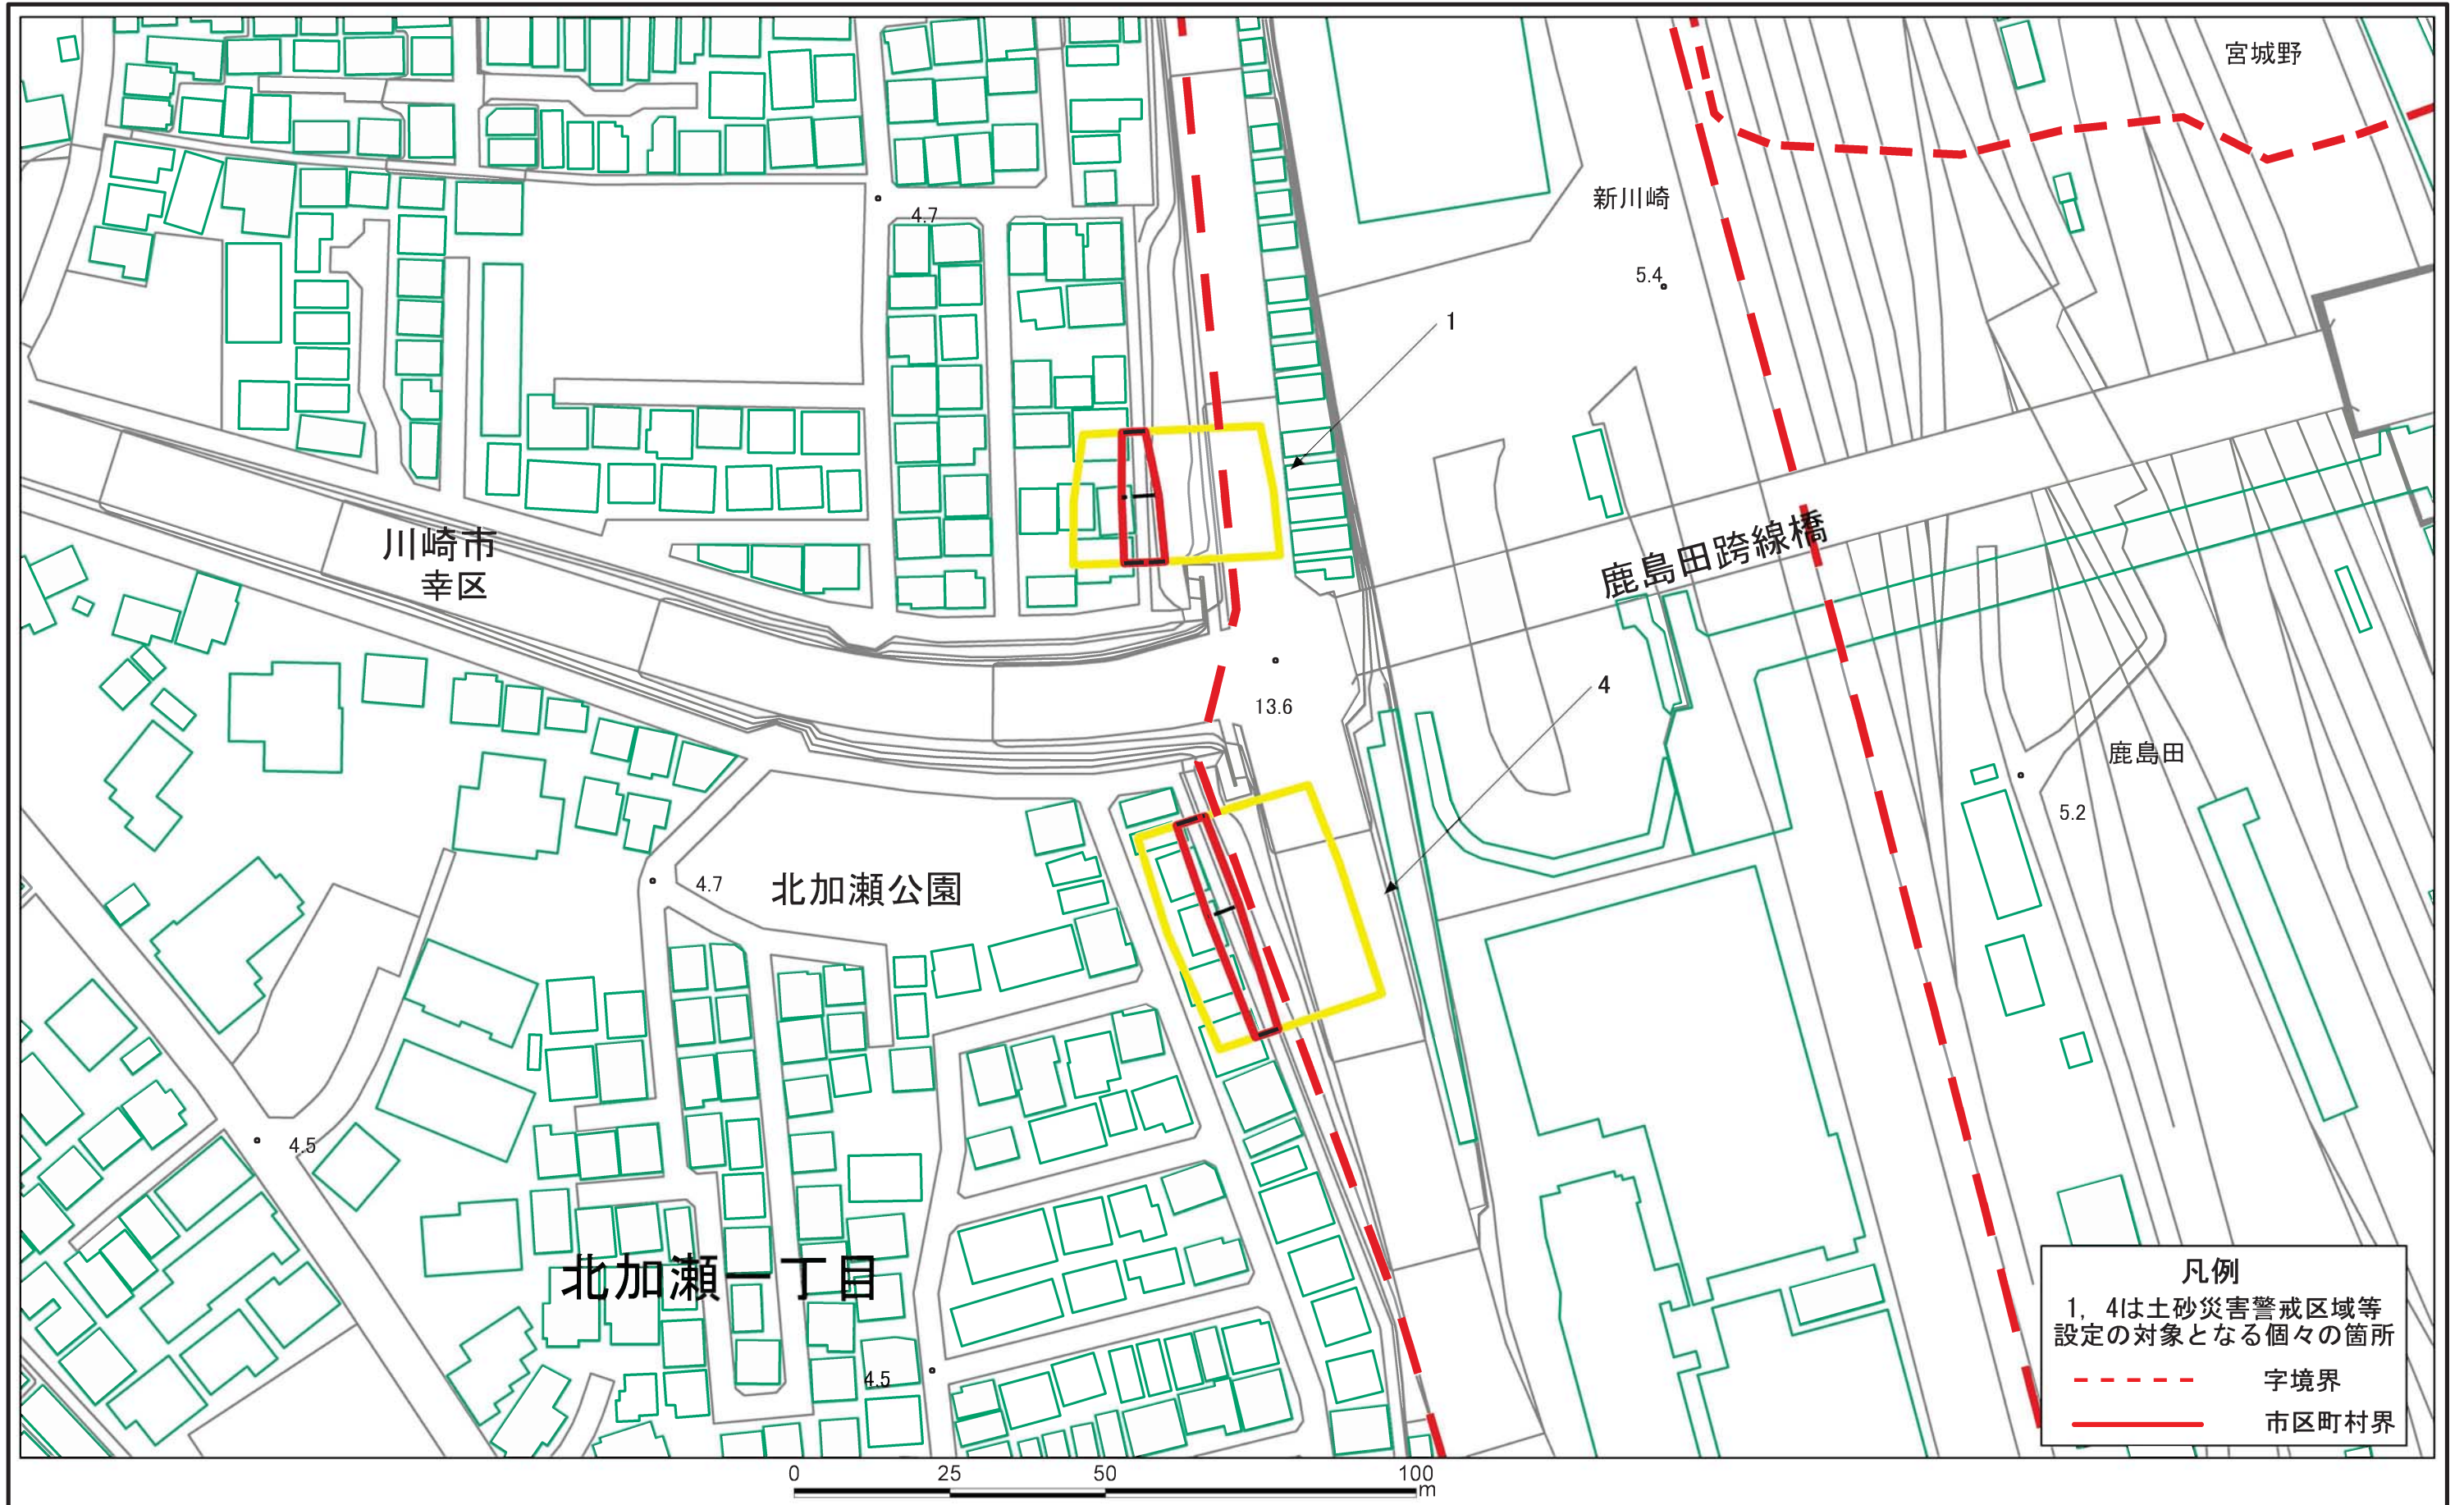 宮城野
新川崎
4.7
5.4
1
川崎市
幸区
鹿島田跨線橋
4
13.6
鹿島田
5.2
4.7
北加瀬公園
4.5
北加瀬一丁目
4.5
凡例
1, 4は土砂災害警戒区域等
設定の対象となる個々の箇所
字境界
市区町村界
0 25 50 100
m